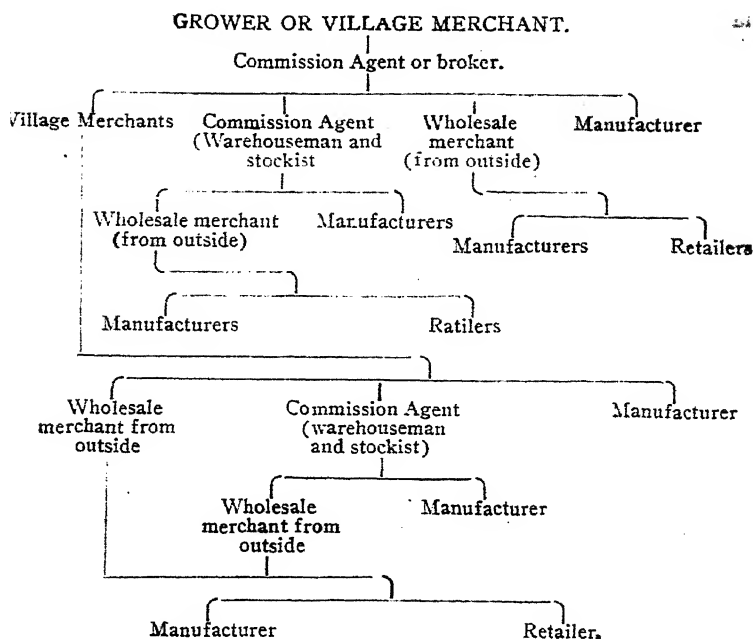 GROWER OR VILLAGE MERCHANT.
Commission Agent or broker.
Village Merchants Commission Agent Wholesale Manufacturer
(Warehouseman and merchant
stockist (from outside)
Wholesale merchant Manufacturers
(from outside) Manufacturers Retailers
Manufacturers Ratilers
Wholesale Commission Agent Manufacturer
merchant from (warehouseman
outside and stockist)
Wholesale Manufacturer
merchant from
outside
Manufacturer Retailer.